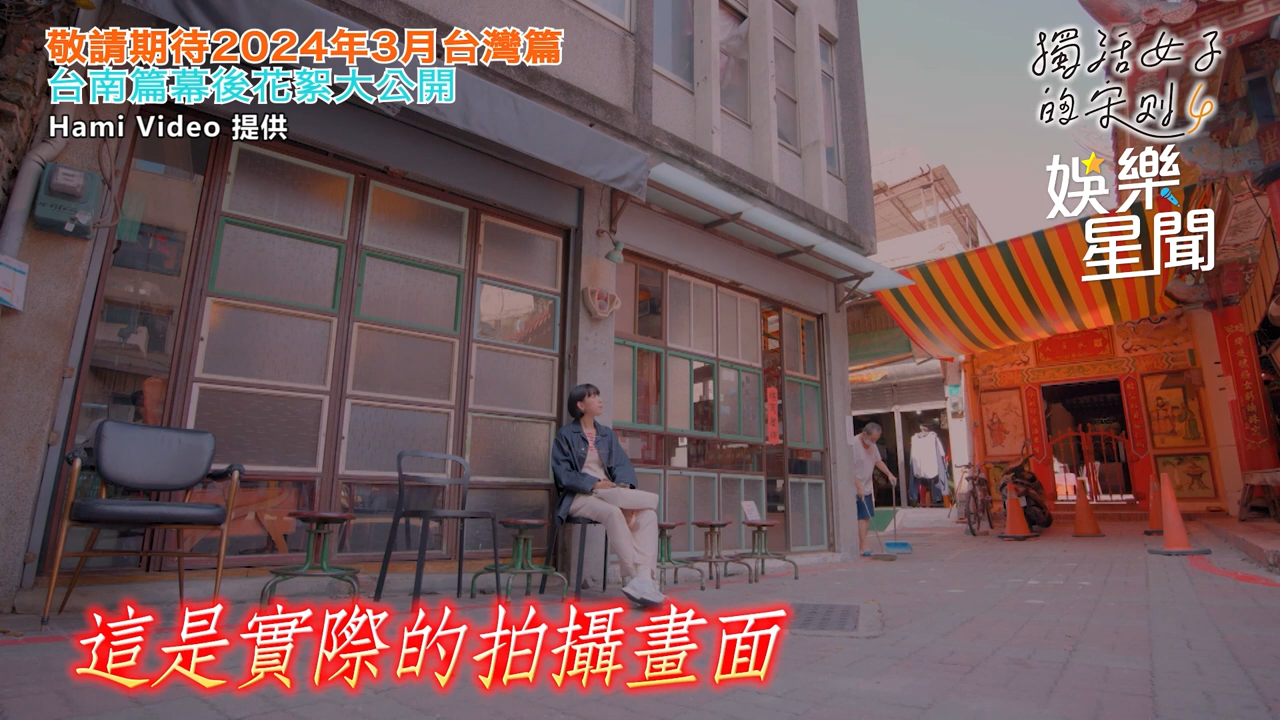 敬請期待2024年3月台灣篇
台南篇幕後花絮大公開
Hami Video 提供
獨活女子
的守則4
娛樂
星聞
這是實際的拍攝畫面